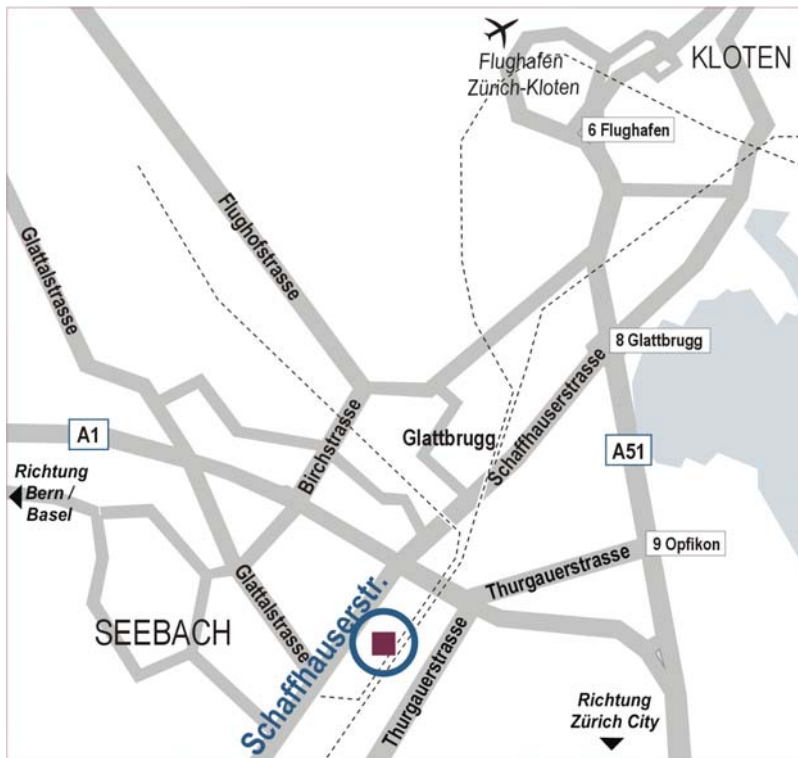 Flughafen
Zürich-Kloten
KLOTEN
6 Flughafen
Flughofstrasse
Glattalstrasse
8 Glattbrugg
Schaffhauserstrasse
Birchstrasse
Glattbrugg
A1
A51
Richtung
Bern /
Basel
9 Opfikon
Thurgauerstrasse
Glattalstrasse
SEEBACH
Schaffhauserstr.
Thurgauerstrasse
Richtung
Zürich City